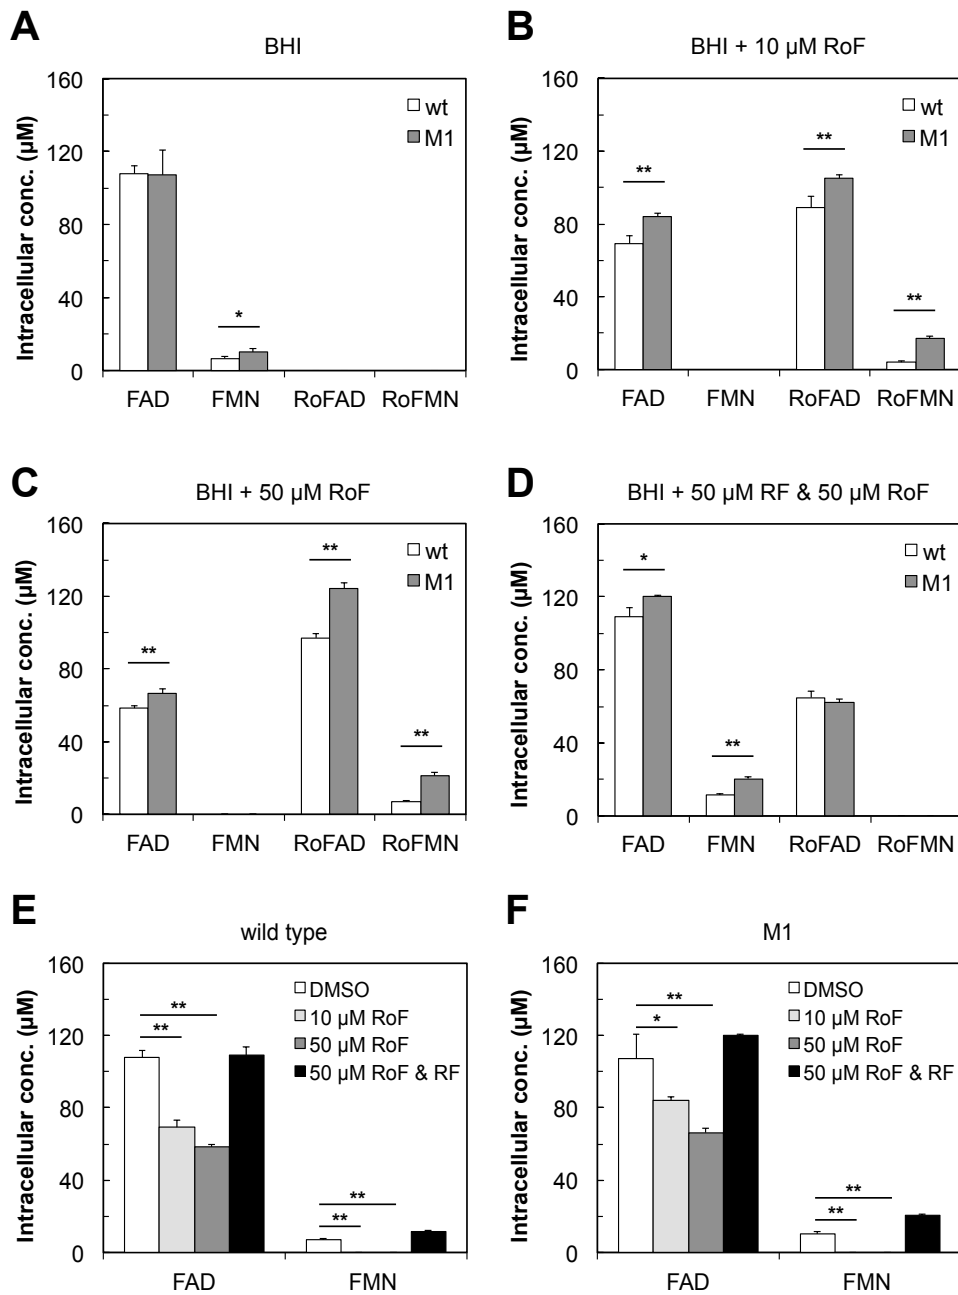 A
BHI
Intracellular conc. (µM)
160
120
80
40
0
wt
M1
*
FAD FMN RoFAD RoFMN
B
BHI + 10 µM RoF
Intracellular conc. (µM)
160
120
80
40
0
wt
M1
** ** **
FAD FMN RoFAD RoFMN
C
BHI + 50 µM RoF
Intracellular conc. (µM)
160
120
80
40
0
wt
M1
** ** **
FAD FMN RoFAD RoFMN
D
BHI + 50 µM RF & 50 µM RoF
Intracellular conc. (µM)
160
120
80
40
0
wt
M1
* **
FAD FMN RoFAD RoFMN
E
wild type
Intracellular conc. (µM)
160
120
80
40
0
DMSO
10 µM RoF
50 µM RoF
50 µM RoF & RF
**
**
**
**
FAD FMN
F
M1
Intracellular conc. (µM)
160
120
80
40
0
DMSO
10 µM RoF
50 µM RoF
50 µM RoF & RF
**
*
**
**
FAD FMN